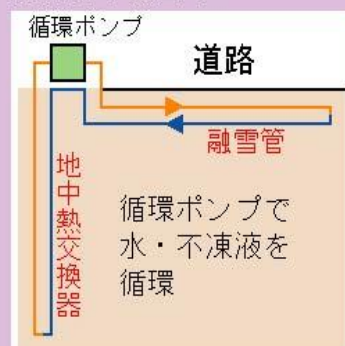 循環ポンプ
道路
融雪管
地中熱交換器
循環ポンプで
水・不凍液を
循環